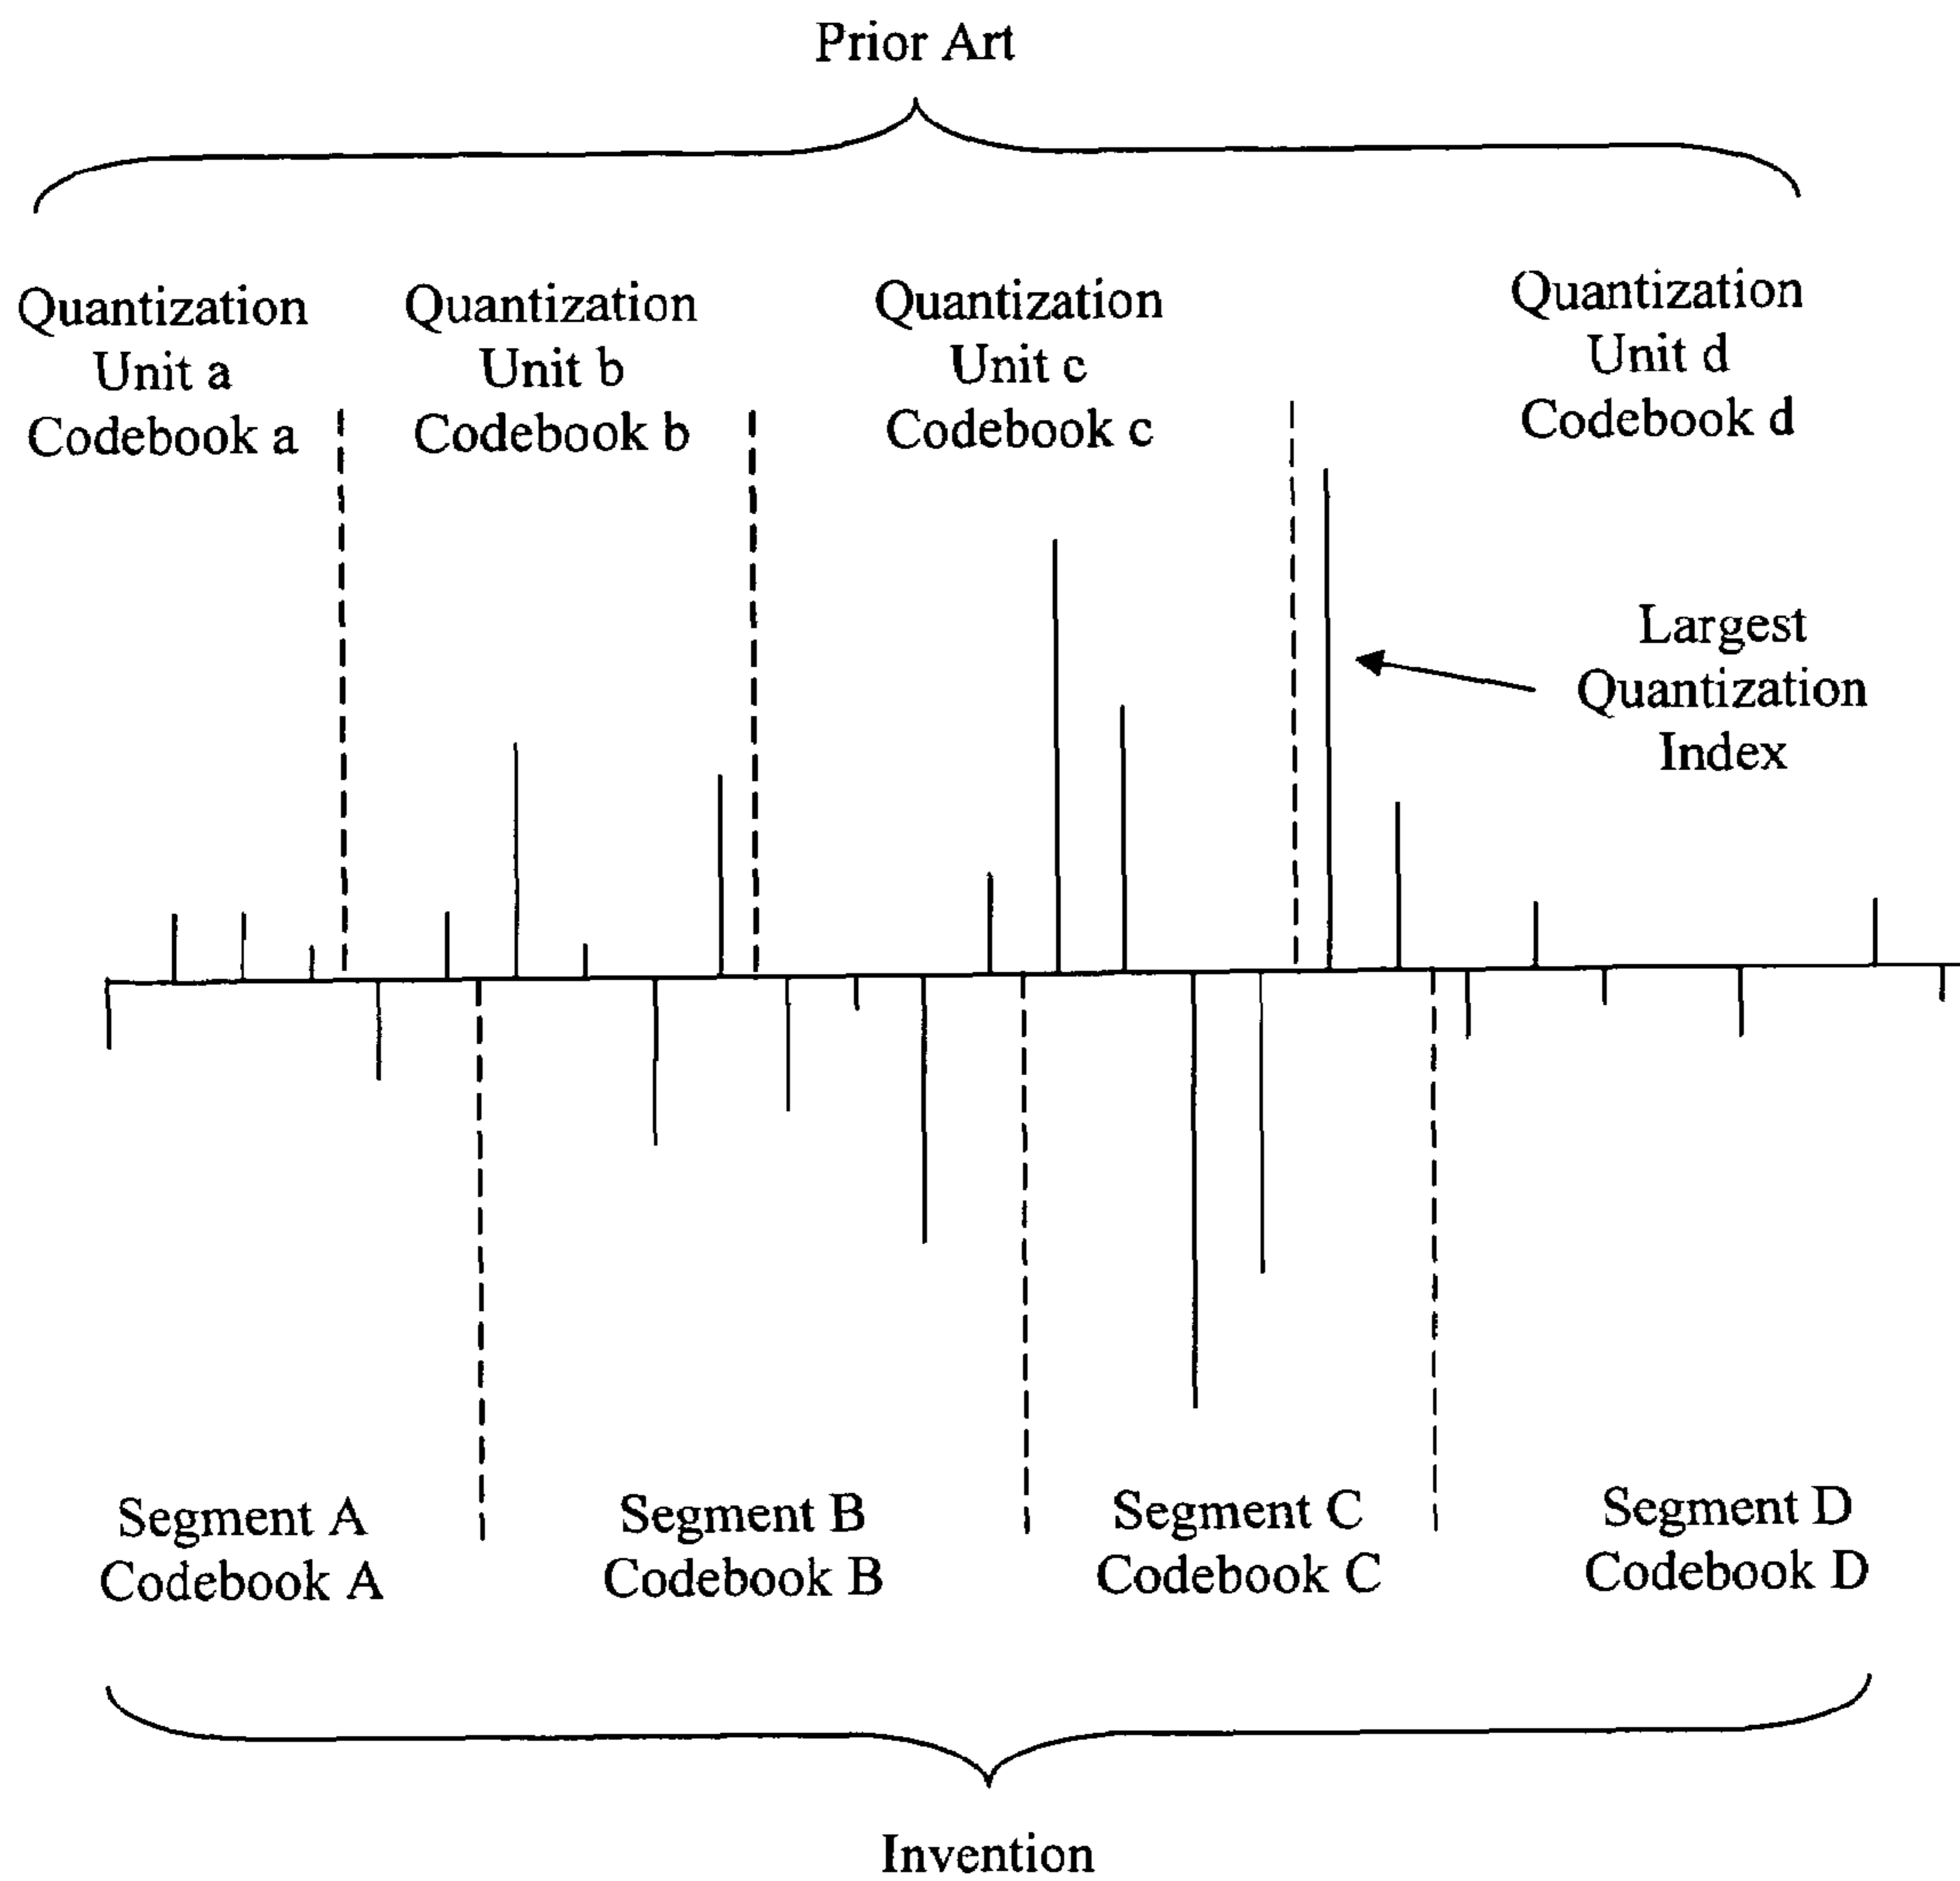 Prior Art
Quantization
Unit a
Codebook a
Quantization
Unit b
Codebook b
Quantization
Unit c
Codebook c
Quantization
Unit d
Codebook d
Largest
Quantization
Index
Segment A
Codebook A
Segment B
Codebook B
Segment C
Codebook C
Segment D
Codebook D
Invention